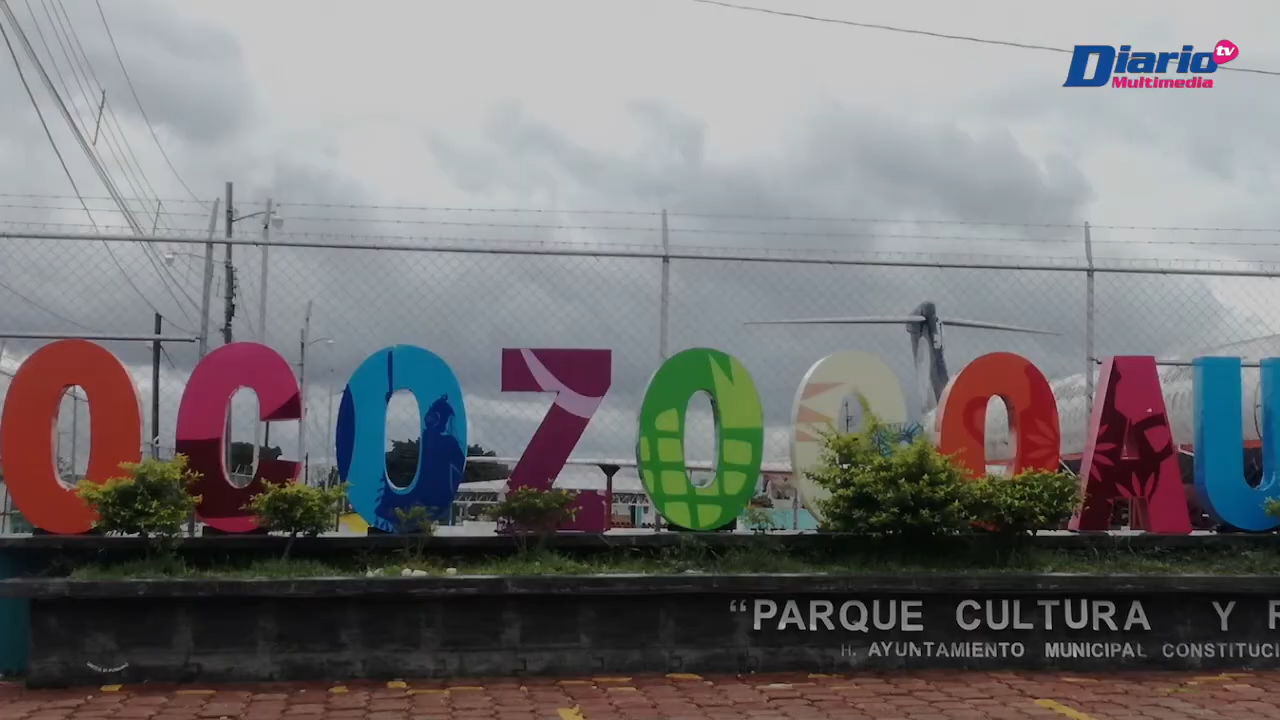 Diario tv
Multimedia
OCOZOCOAU
“PARQUE CULTURA Y F
H. AYUNTAMIENTO MUNICIPAL CONSTITUCI